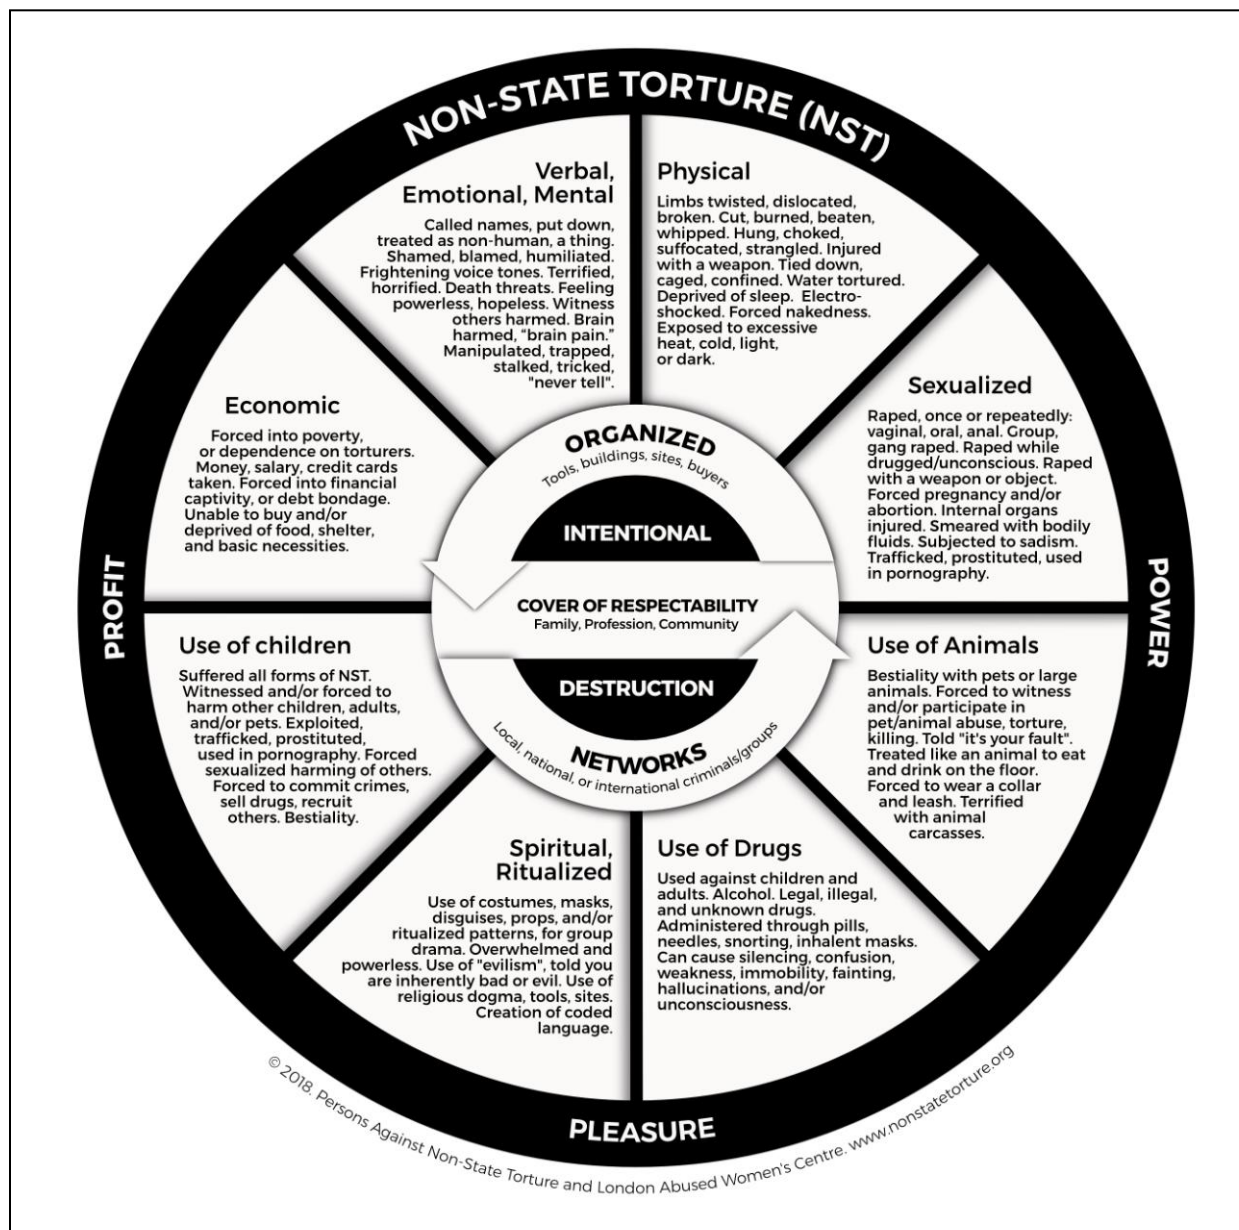 NON-STATE TORTURE (NST)
Verbal,
Emotional, Mental
Called names, put down,
treated as non-human, a thing.
Shamed, blamed, humiliated.
Frightening voice tones. Terrified,
horrified. Death threats. Feeling
powerless, hopeless. Witness
others harmed. Brain
harmed, “brain pain.”
Manipulated, trapped,
stalked, tricked,
"never tell".
Physical
Limbs twisted, dislocated,
broken. Cut, burned, beaten,
whipped. Hung, choked,
suffocated, strangled. Injured
with a weapon. Tied down,
caged, confined. Water tortured.
Deprived of sleep. Electro-
shocked. Forced nakedness.
Exposed to excessive
heat, cold, light,
or dark.
Sexualized
Raped, once or repeatedly:
vaginal, oral, anal. Group,
gang raped. Raped while
drugged/unconscious. Raped
with a weapon or object.
Forced pregnancy and/or
abortion. Internal organs
injured. Smeared with bodily
fluids. Subjected to sadism.
Trafficked, prostituted, used
in pornography.
POWER
Use of Animals
Bestiality with pets or large
animals. Forced to witness
and/or participate in
pet/animal abuse, torture,
killing. Told "it's your fault".
Treated like an animal to eat
and drink on the floor.
Forced to wear a collar
and leash. Terrified
with animal
carcasses.
Use of Drugs
Used against children and
adults. Alcohol. Legal, illegal,
and unknown drugs.
Administered through pills,
needles, snorting, inhalent masks.
Can cause silencing, confusion,
weakness, immobility, fainting,
hallucinations, and/or
unconsciousness.
PLEASURE
Spiritual,
Ritualized
Use of costumes, masks,
disguises, props, and/or
ritualized patterns, for group
drama. Overwhelmed and
powerless. Use of "evilism", told you
are inherently bad or evil. Use of
religious dogma, tools, sites.
Creation of coded
language.
Use of children
Suffered all forms of NST.
Witnessed and/or forced to
harm other children, adults,
and/or pets. Exploited,
trafficked, prostituted,
used in pornography. Forced
sexualized harming of others.
Forced to commit crimes,
sell drugs, recruit
others. Bestiality.
PROFIT
Economic
Forced into poverty,
or dependence on torturers.
Money, salary, credit cards
taken. Forced into financial
captivity, or debt bondage.
Unable to buy and/or
deprived of food, shelter,
and basic necessities.
ORGANIZED
Tools, buildings, sites, buyers
INTENTIONAL
COVER OF RESPECTABILITY
Family, Profession, Community
DESTRUCTION
NETWORKS
Local, national, or international criminals/groups
© 2018. Persons Against Non-State Torture and London Abused Women's Centre. www.nonstatetorture.org